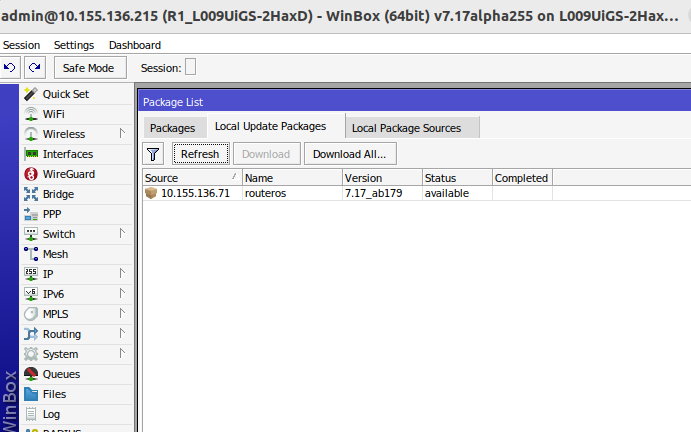 admin@10.155.136.215 (R1_L009UiGS-2HaxD) - WinBox (64bit) v7.17alpha255 on L009UiGS-2Hax...
Session Settings Dashboard
Safe Mode Session:
Quick Set
WiFi
Wireless
Interfaces
WireGuard
Bridge
PPP
Switch
Mesh
IP
IPv6
MPLS
Routing
System
Queues
Files
Log
RADIUS
WinBox
Package List
Packages Local Update Packages Local Package Sources
Refresh Download Download All...
Source Name Version Status Completed
10.155.136.71 routeros 7.17_ab179 available